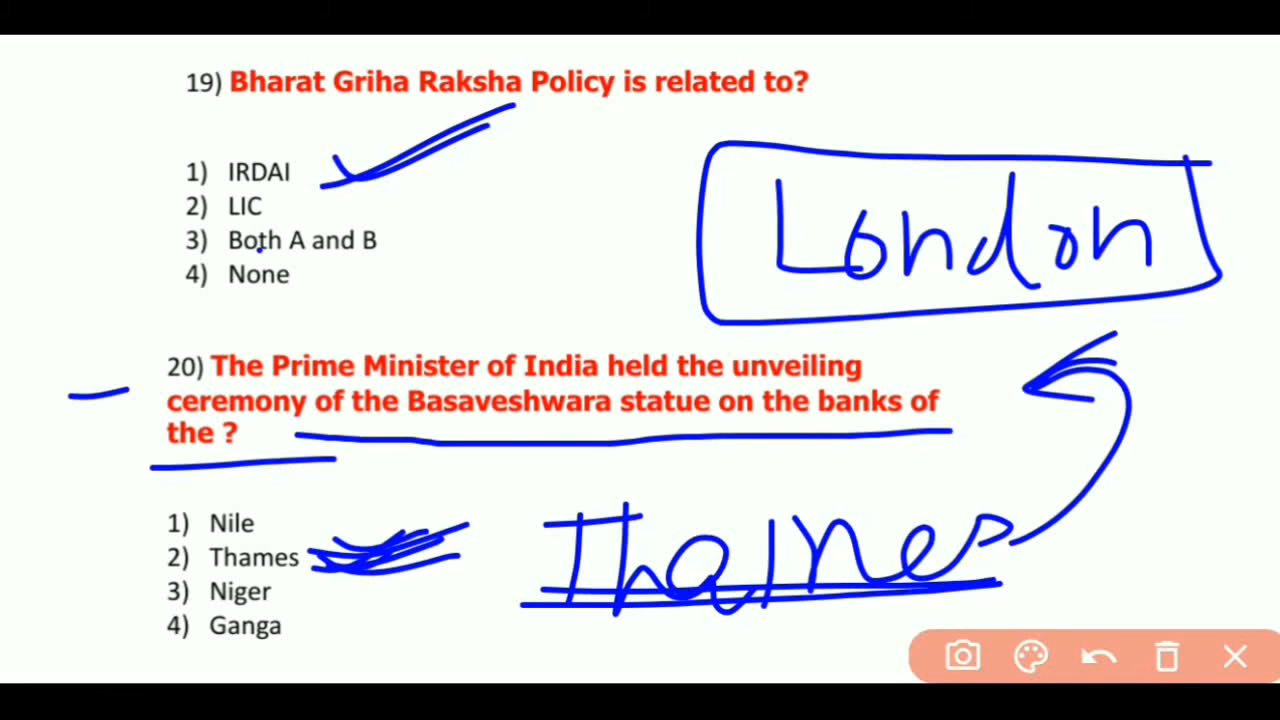 19) Bharat Griha Raksha Policy is related to?
1) IRDAI
2) LIC
3) Both A and B
4) None
London
20) The Prime Minister of India held the unveiling
ceremony of the Basaveshwara statue on the banks of
the ?
1) Nile
2) Thames
3) Niger
4) Ganga
Thames